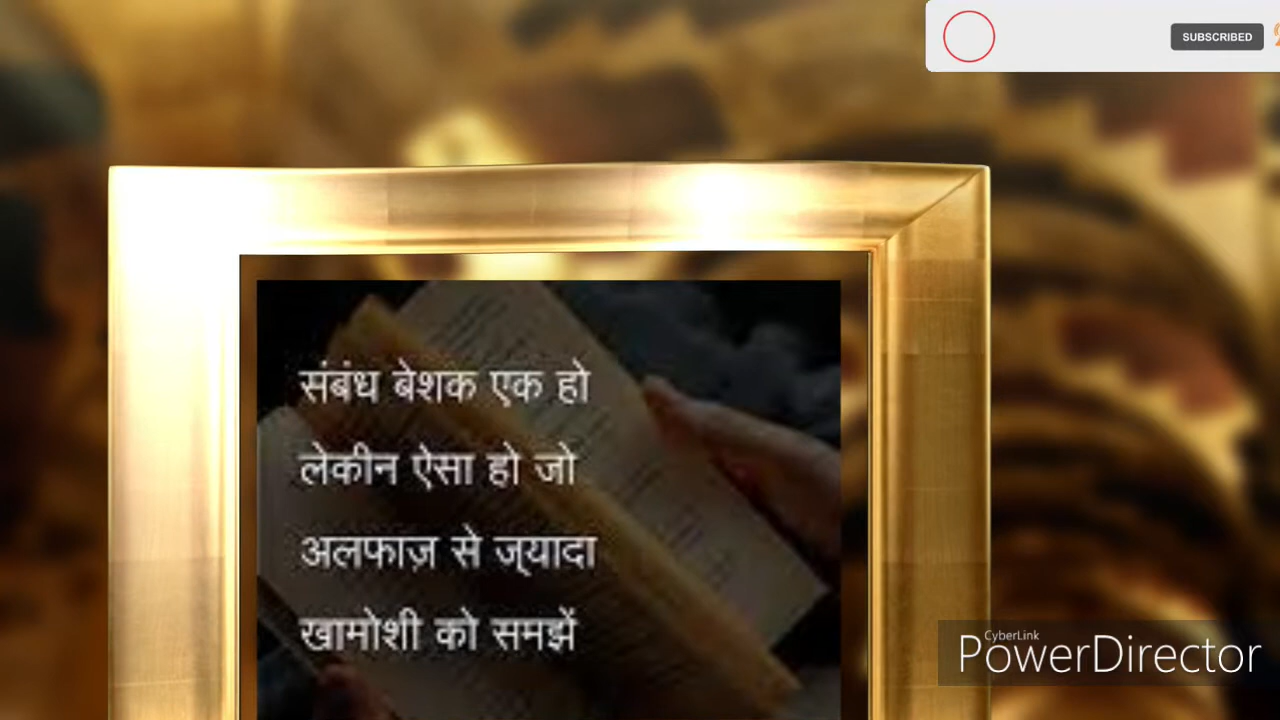 SUBSCRIBED
संबंध बेशक एक हो
लेकीन ऐसा हो जो
अलफाज़ से ज्‌यादा
खामोशी को समझें
CyberLink
PowerDirector